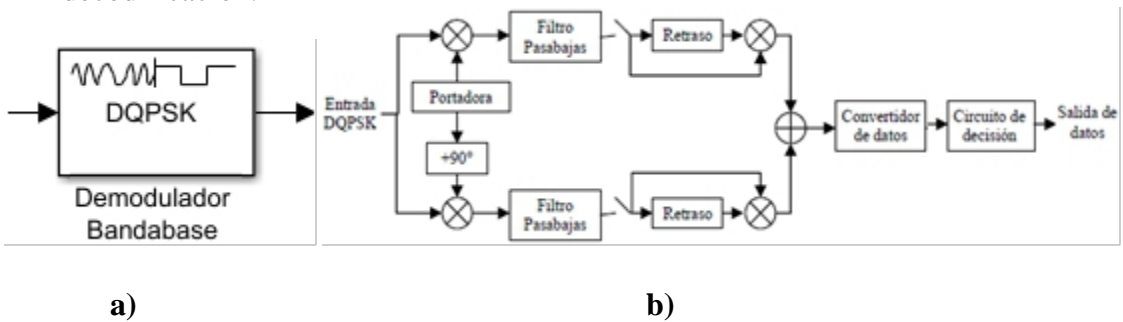 DQPSK
Demodulador
Bandabase
Entrada
DQPSK
Portadora
+90°
Filtro
Pasabajas
Retraso
Filtro
Pasabajas
Retraso
Convertidor
de datos
Circuito de
decisión
Salida de
datos
a)
b)